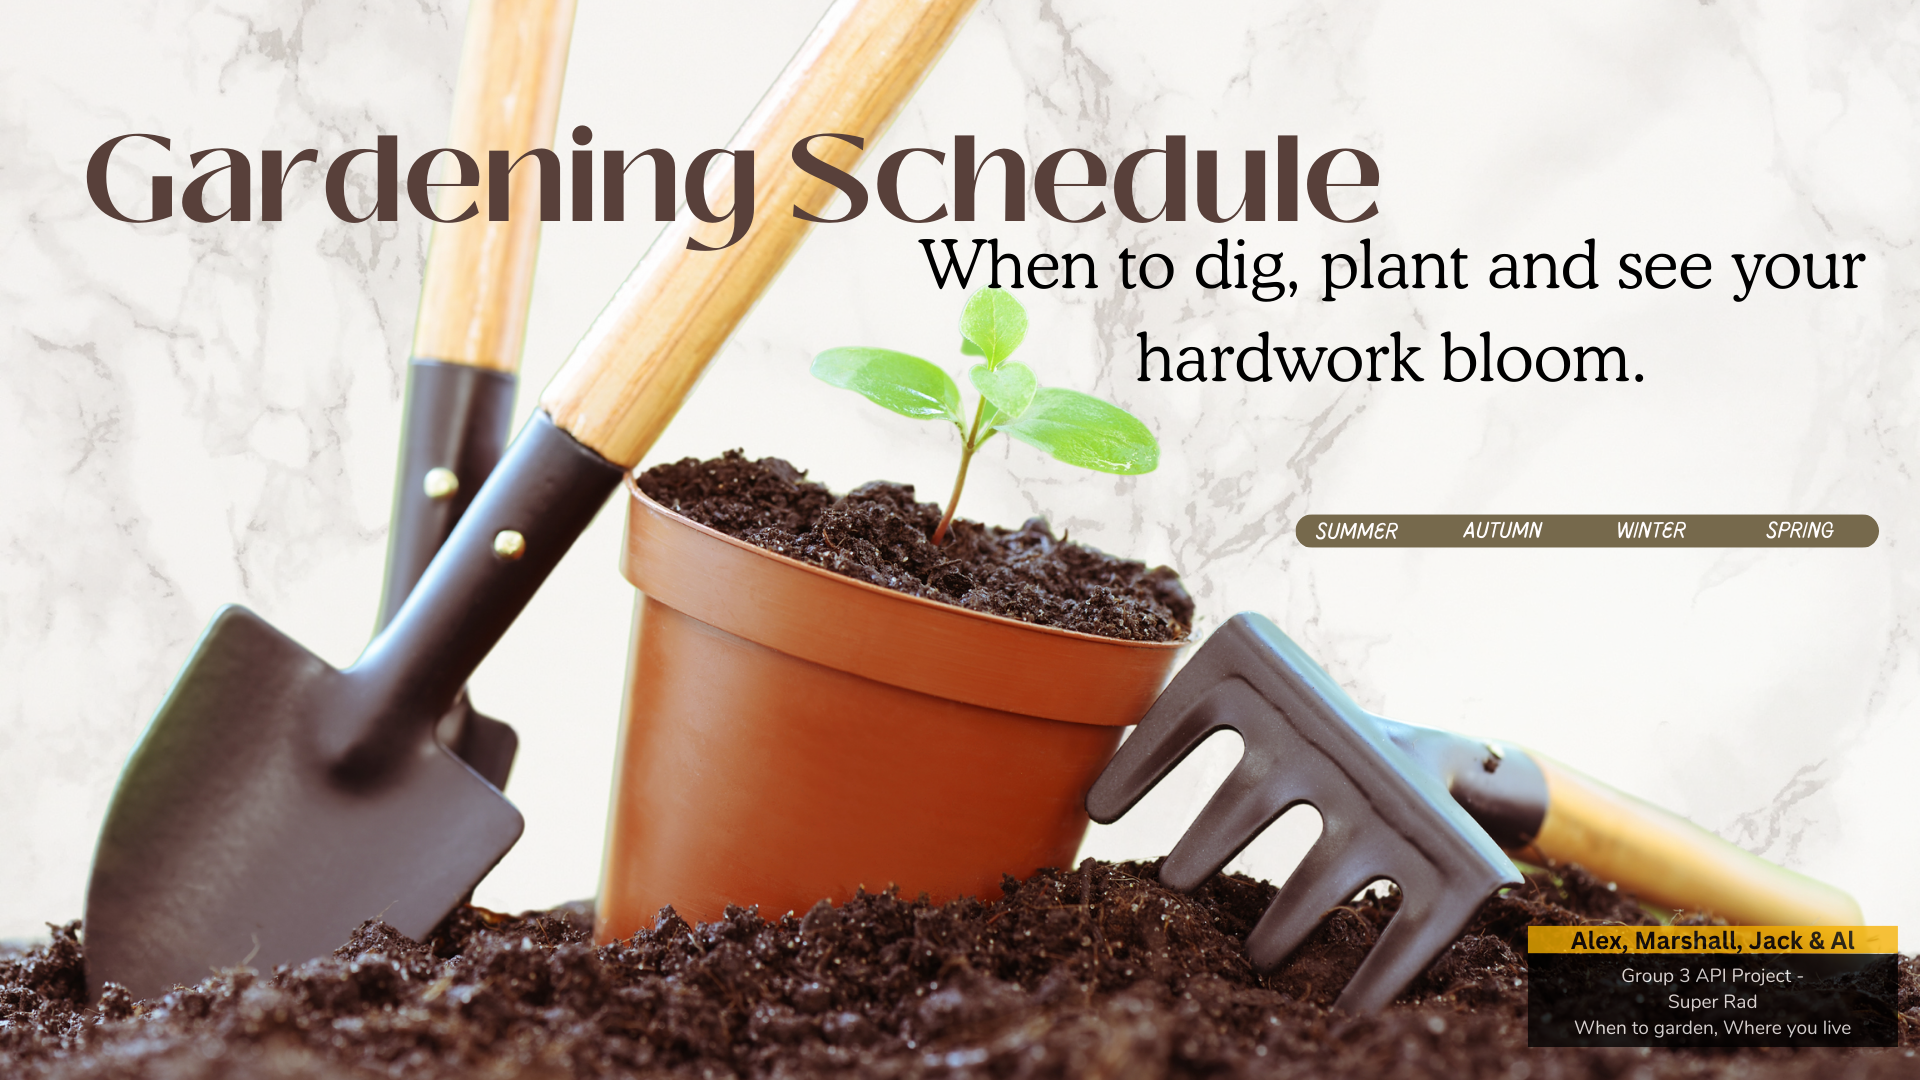 Gardening Schedule
When to dig, plant and see your
hardwork bloom.
SUMMER AUTUMN WINTER SPRING
Alex, Marshall, Jack & Al
Group 3 API Project -
Super Rad
When to garden, Where you live